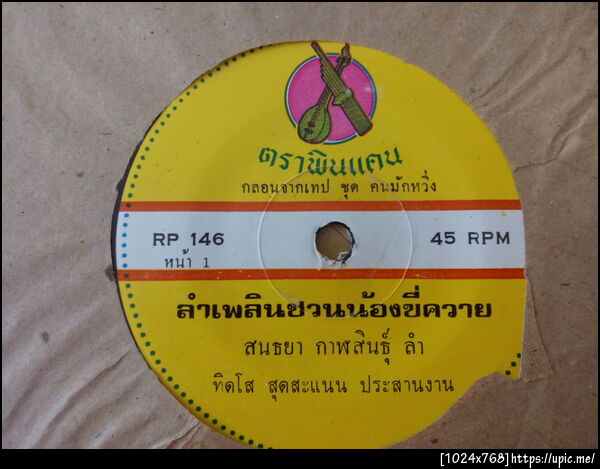 ตราพิณแคน
กลอนจากเทป ชุด คนมักหวิ่ง
RP 146
45 RPM
หน้า 1
ลำเพลินชวนน้องขี่ควาย
สนธยา กาฬสินธุ์ ลำ
ทิดโส สุดสะแนน ประสานงาน
[1024x768]https://upic.me/